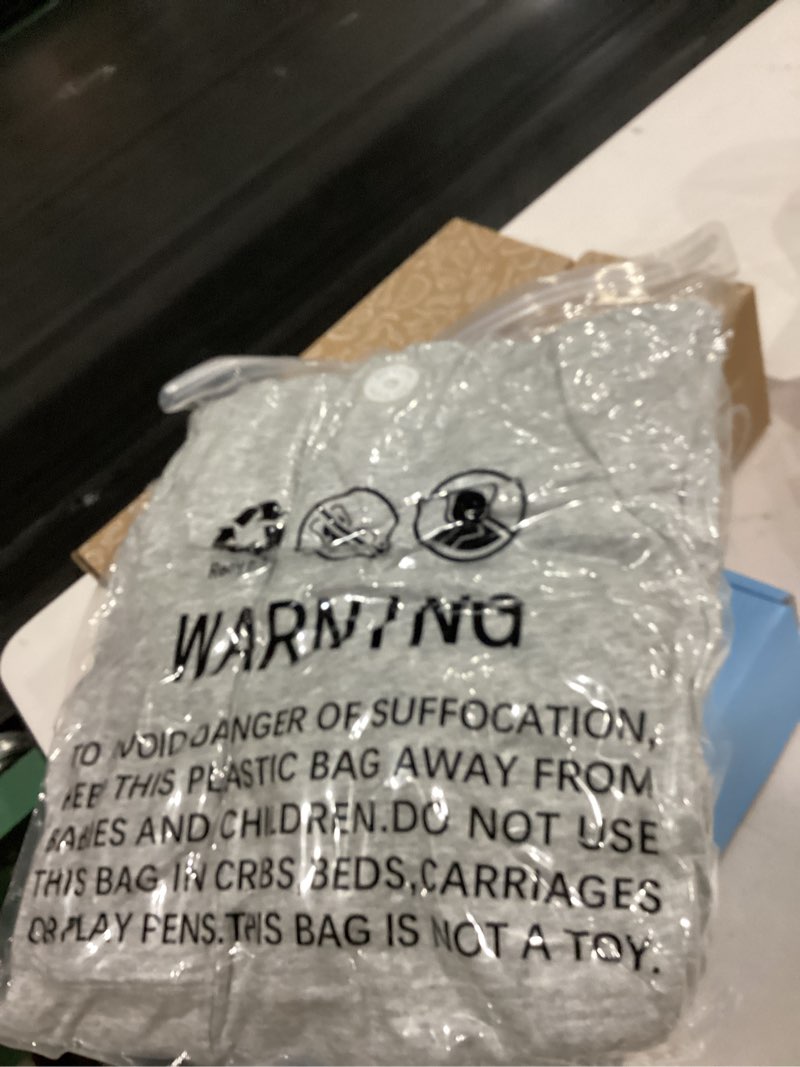 WARNING
TO AVOID DANGER OF SUFFOCATION,
KEEP THIS PLASTIC BAG AWAY FROM
BABIES AND CHILDREN.DO NOT USE
THIS BAG IN CRBS,BEDS,CARRIAGES
OR PLAY PENS.THIS BAG IS NOT A TOY.